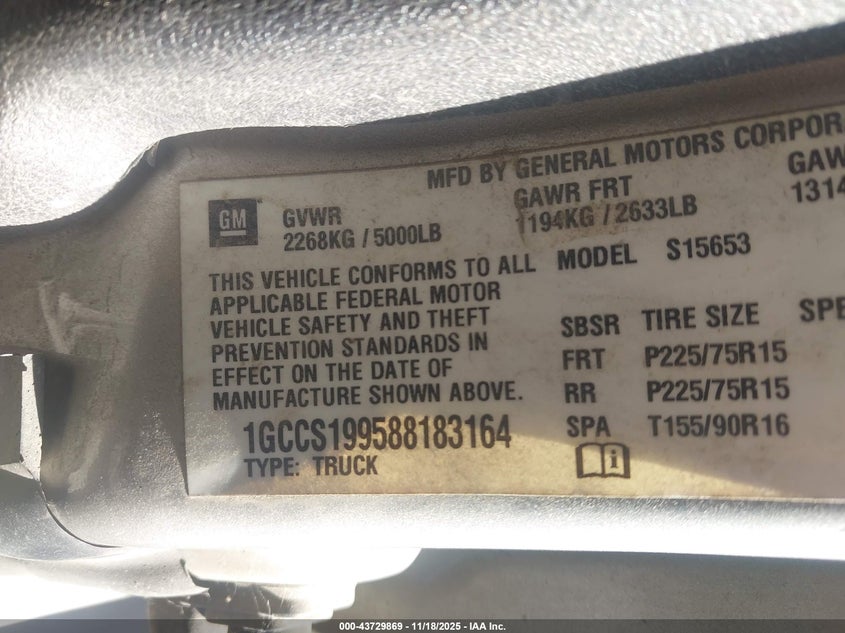 MFD BY GENERAL MOTORS CORPOR
GM
GVWR
2268KG / 5000LB
GAWR FRT
1194KG / 2633LB
GAW
1314
THIS VEHICLE CONFORMS TO ALL
APPLICABLE FEDERAL MOTOR
VEHICLE SAFETY AND THEFT
PREVENTION STANDARDS IN
EFFECT ON THE DATE OF
MANUFACTURE SHOWN ABOVE.
1GCCS199588183164
TYPE: TRUCK
MODEL S15653
SBSR TIRE SIZE SPE
FRT P225/75R15
RR P225/75R15
SPA T155/90R16
i
000-43729869 - 11/18/2025 - IAA Inc.